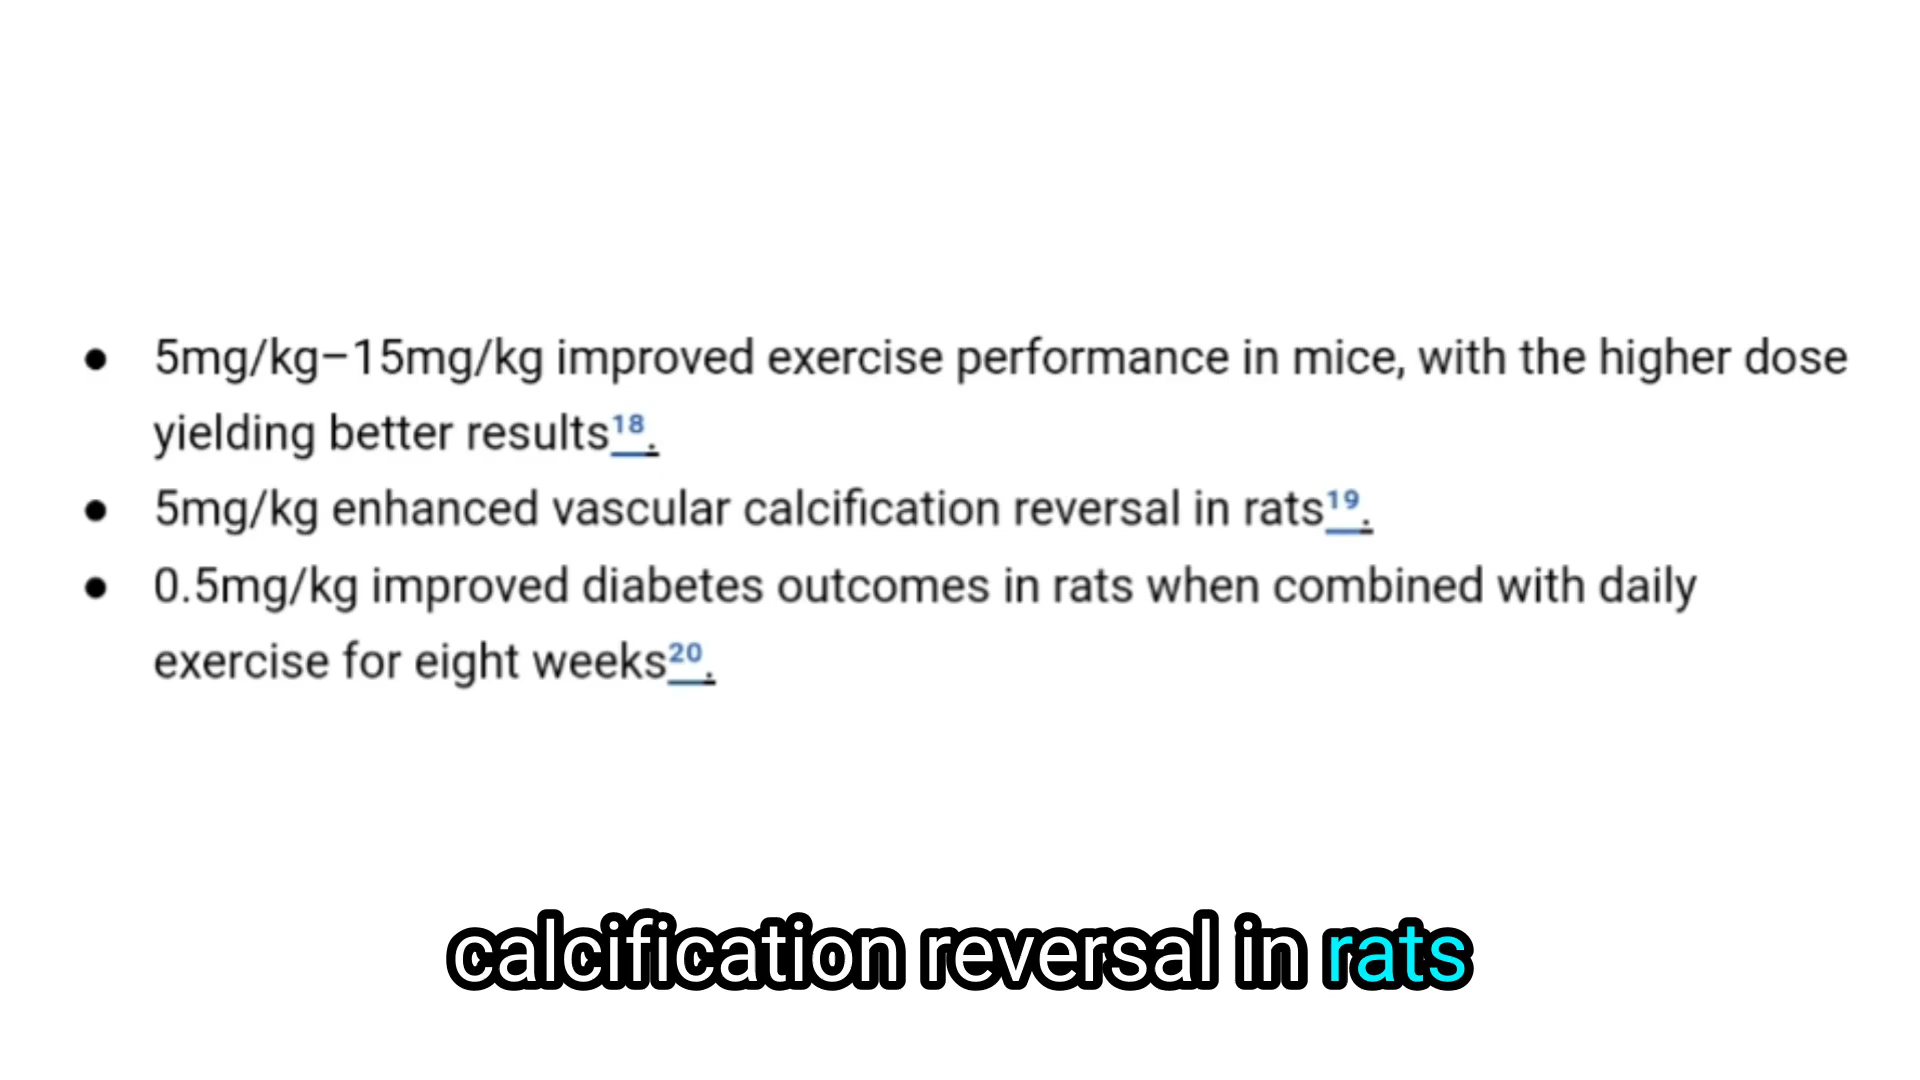 ● 5mg/kg–15mg/kg improved exercise performance in mice, with the higher dose
yielding better results18.
● 5mg/kg enhanced vascular calcification reversal in rats19.
● 0.5mg/kg improved diabetes outcomes in rats when combined with daily
exercise for eight weeks20.
calcification reversal in rats